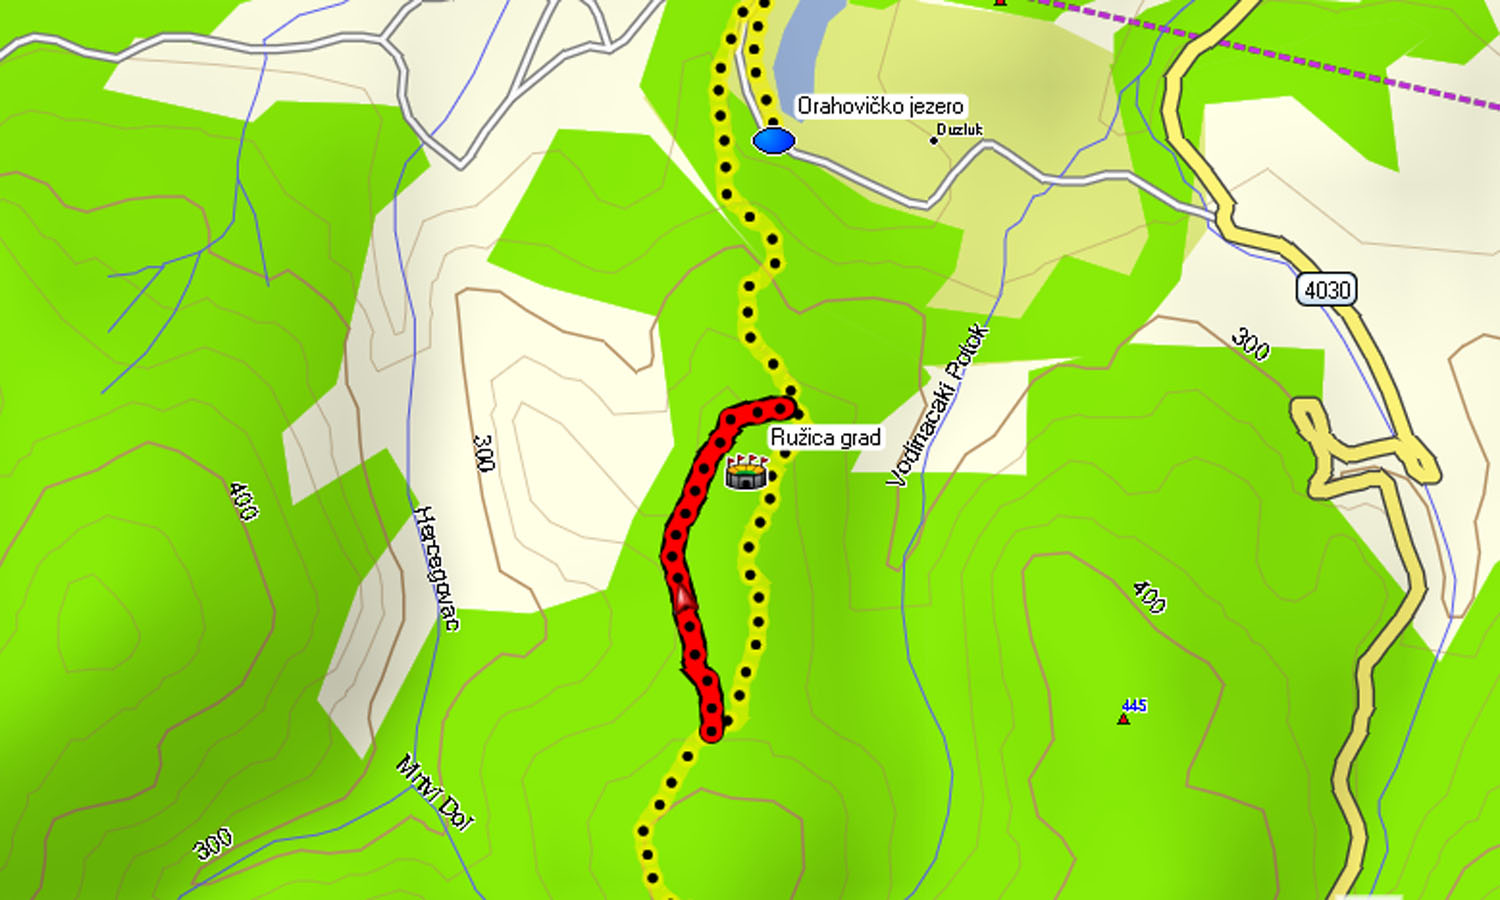 Orahovičko jezero
Duzluk
4030
300
Vodinacaki Potok
Ružica grad
300
400
Hercegovac
400
445
Mrtvi Dol
300